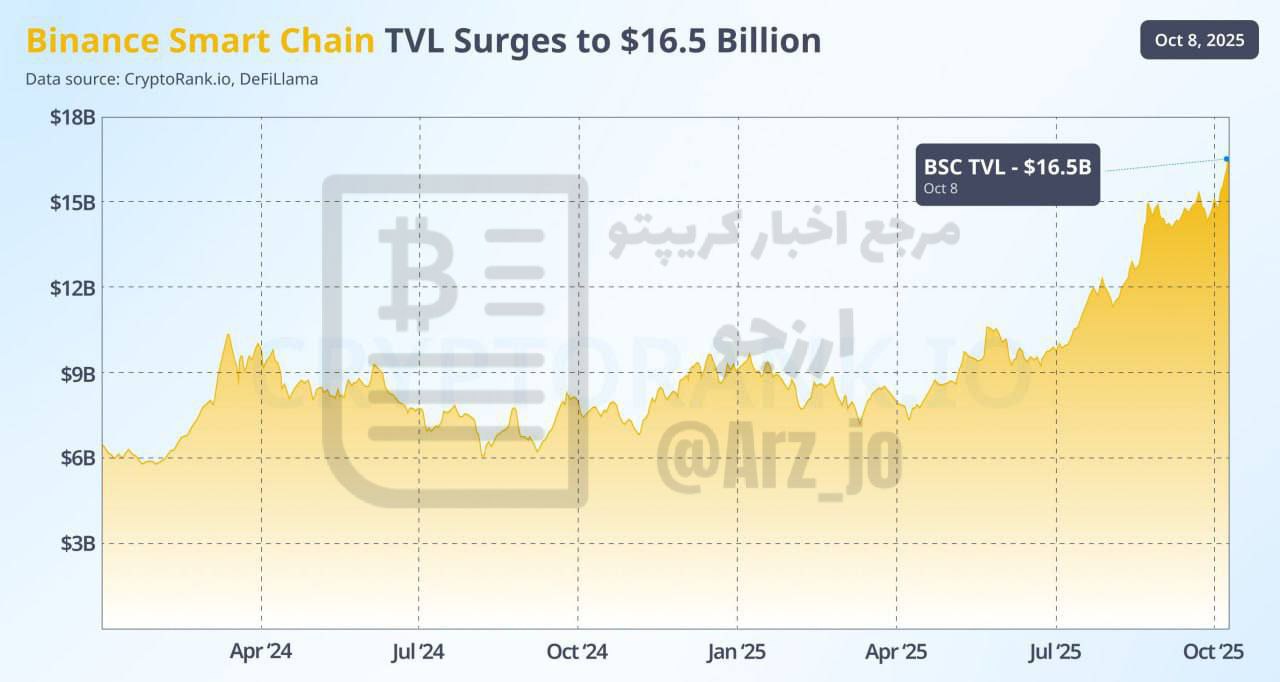 Binance Smart Chain TVL Surges to $16.5 Billion
Oct 8, 2025
Data source: CryptoRank.io, DeFiLlama
$18B
$15B
$12B
$9B
$6B
$3B
BSC TVL - $16.5B
Oct 8
مرجع اخبار کریپتو
ارزجو
@Arz_jo
CRYPTORANK.IO
Apr ‘24
Jul ‘24
Oct ‘24
Jan ‘25
Apr ‘25
Jul ‘25
Oct ‘25